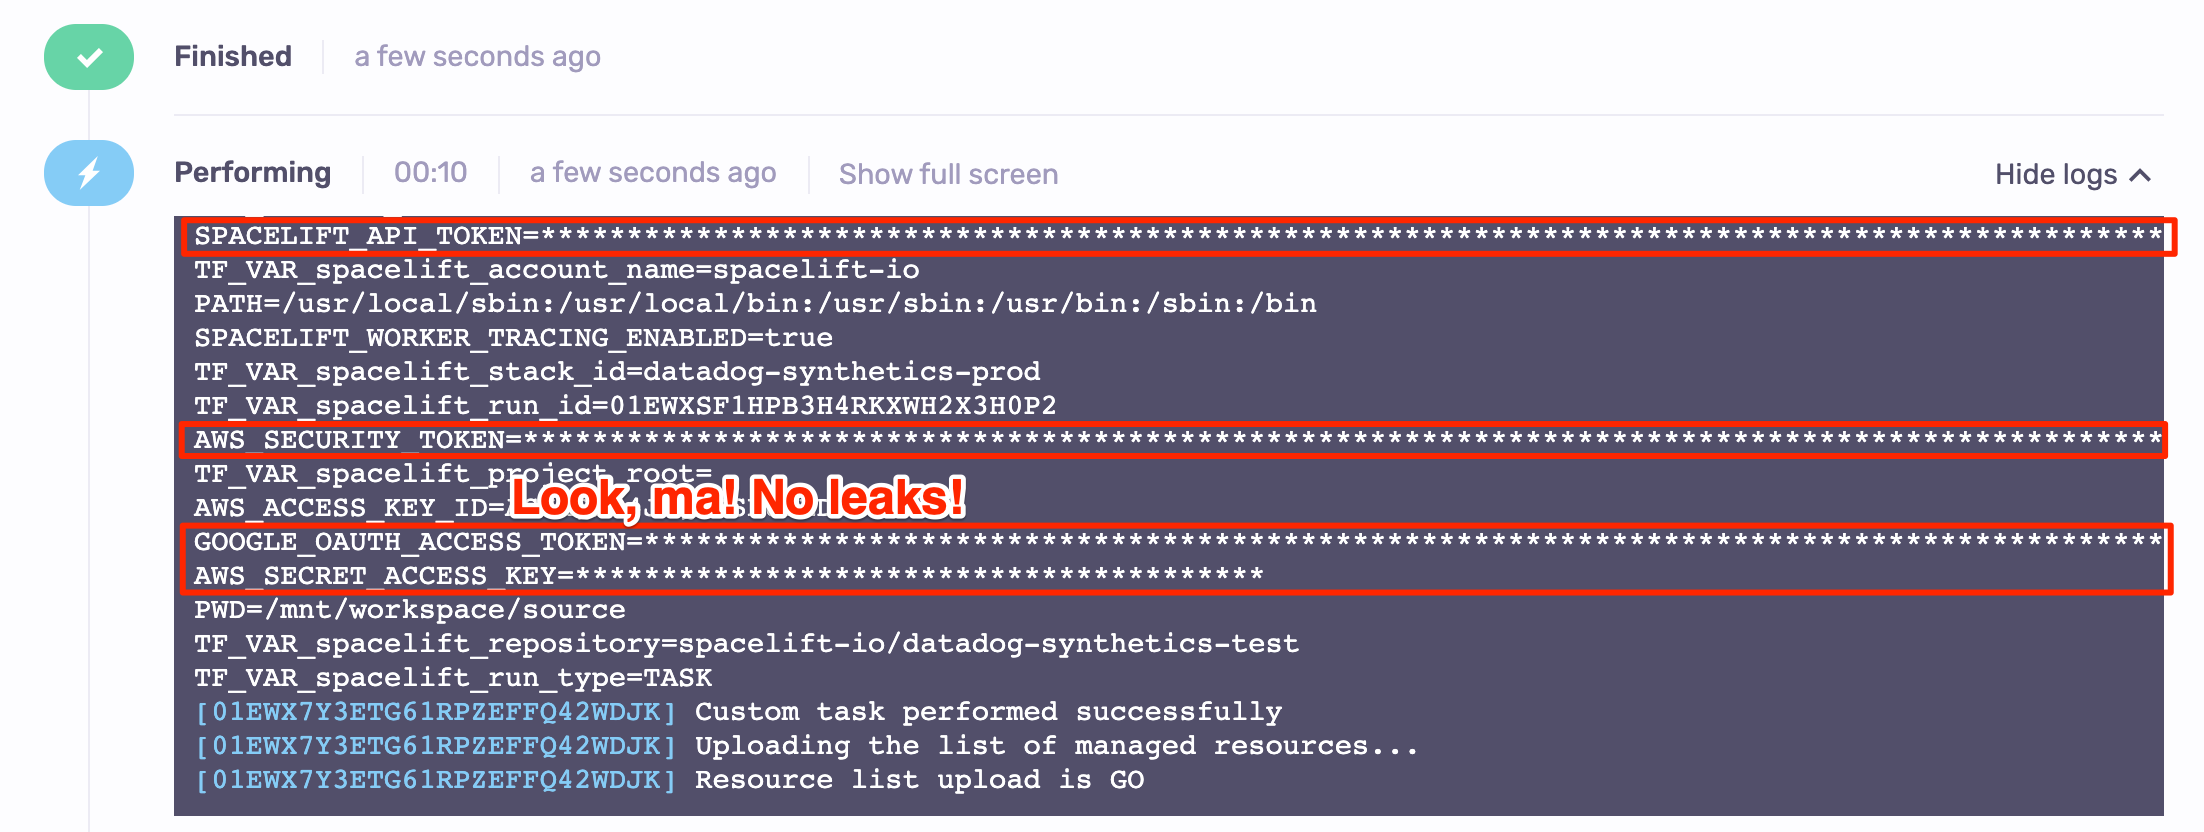 Finished a few seconds ago
Performing 00:10 a few seconds ago Show full screen Hide logs
SPACELIFT_API_TOKEN=**********************************************************************************************
TF_VAR_spacelift_account_name=spacelift-io
PATH=/usr/local/sbin:/usr/local/bin:/usr/sbin:/usr/bin:/sbin:/bin
SPACELIFT_WORKER_TRACING_ENABLED=true
TF_VAR_spacelift_stack_id=datadog-synthetics-prod
TF_VAR_spacelift_run_id=01EWXSF1HPB3H4RKXWH2X3H0P2
AWS_SECURITY_TOKEN=***********************************************************************************************
TF_VAR_spacelift_project_root=
Look, ma! No leaks!
AWS_ACCESS_KEY_ID=
GOOGLE_OAUTH_ACCESS_TOKEN=****************************************************************************************
AWS_SECRET_ACCESS_KEY=****************************************
PWD=/mnt/workspace/source
TF_VAR_spacelift_repository=spacelift-io/datadog-synthetics-test
TF_VAR_spacelift_run_type=TASK
[01EWX7Y3ETG61RPZEFFQ42WDJK] Custom task performed successfully
[01EWX7Y3ETG61RPZEFFQ42WDJK] Uploading the list of managed resources...
[01EWX7Y3ETG61RPZEFFQ42WDJK] Resource list upload is GO